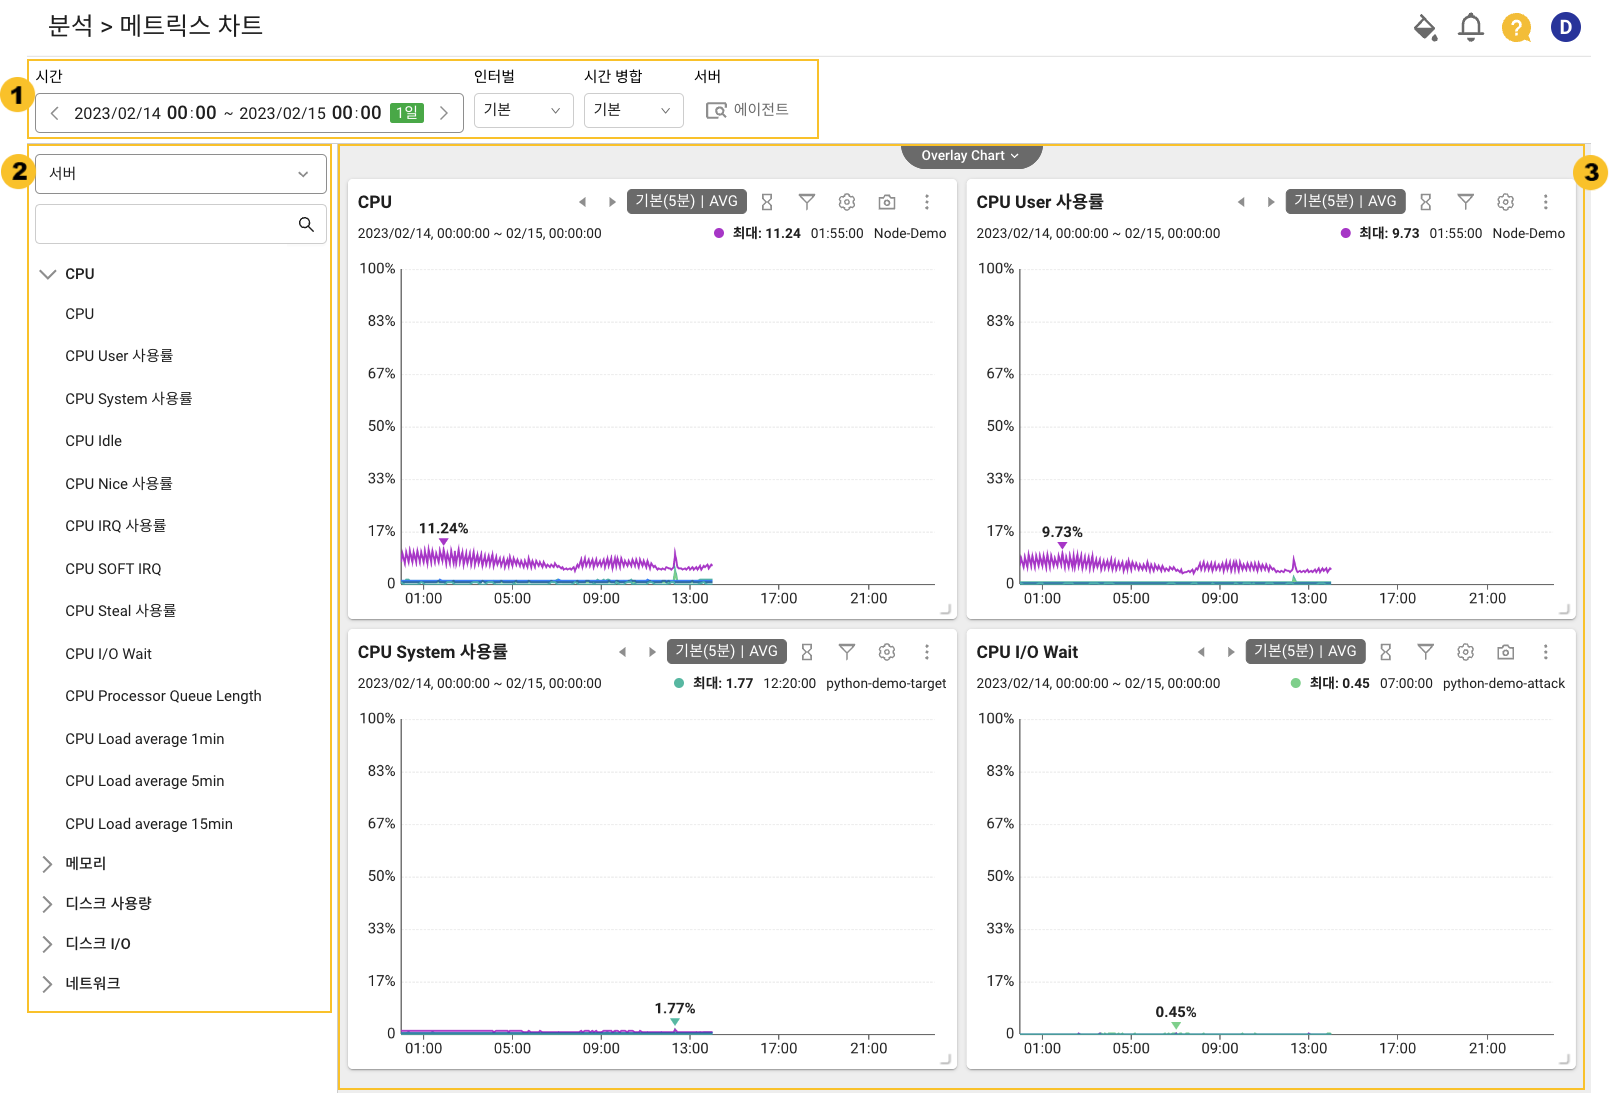 분석 > 메트릭스 차트
?
D
1
시간
인터벌
시간 병합
서버
2023/02/14 00:00 ~ 2023/02/15 00:00 1일
기본
기본
에이전트
2
서버
CPU
CPU
CPU User 사용률
CPU System 사용률
CPU Idle
CPU Nice 사용률
CPU IRQ 사용률
CPU SOFT IRQ
CPU Steal 사용률
CPU I/O Wait
CPU Processor Queue Length
CPU Load average 1min
CPU Load average 5min
CPU Load average 15min
메모리
디스크 사용량
디스크 I/O
네트워크
3
Overlay Chart
CPU
기본(5분) | AVG
2023/02/14, 00:00:00 ~ 02/15, 00:00:00
최대: 11.24 01:55:00 Node-Demo
100%
83%
67%
50%
33%
17%
0
11.24%
01:00 05:00 09:00 13:00 17:00 21:00
CPU User 사용률
기본(5분) | AVG
2023/02/14, 00:00:00 ~ 02/15, 00:00:00
최대: 9.73 01:55:00 Node-Demo
100%
83%
67%
50%
33%
17%
0
9.73%
01:00 05:00 09:00 13:00 17:00 21:00
CPU System 사용률
기본(5분) | AVG
2023/02/14, 00:00:00 ~ 02/15, 00:00:00
최대: 1.77 12:20:00 python-demo-target
100%
83%
67%
50%
33%
17%
0
1.77%
01:00 05:00 09:00 13:00 17:00 21:00
CPU I/O Wait
기본(5분) | AVG
2023/02/14, 00:00:00 ~ 02/15, 00:00:00
최대: 0.45 07:00:00 python-demo-attack
100%
83%
67%
50%
33%
17%
0
0.45%
01:00 05:00 09:00 13:00 17:00 21:00